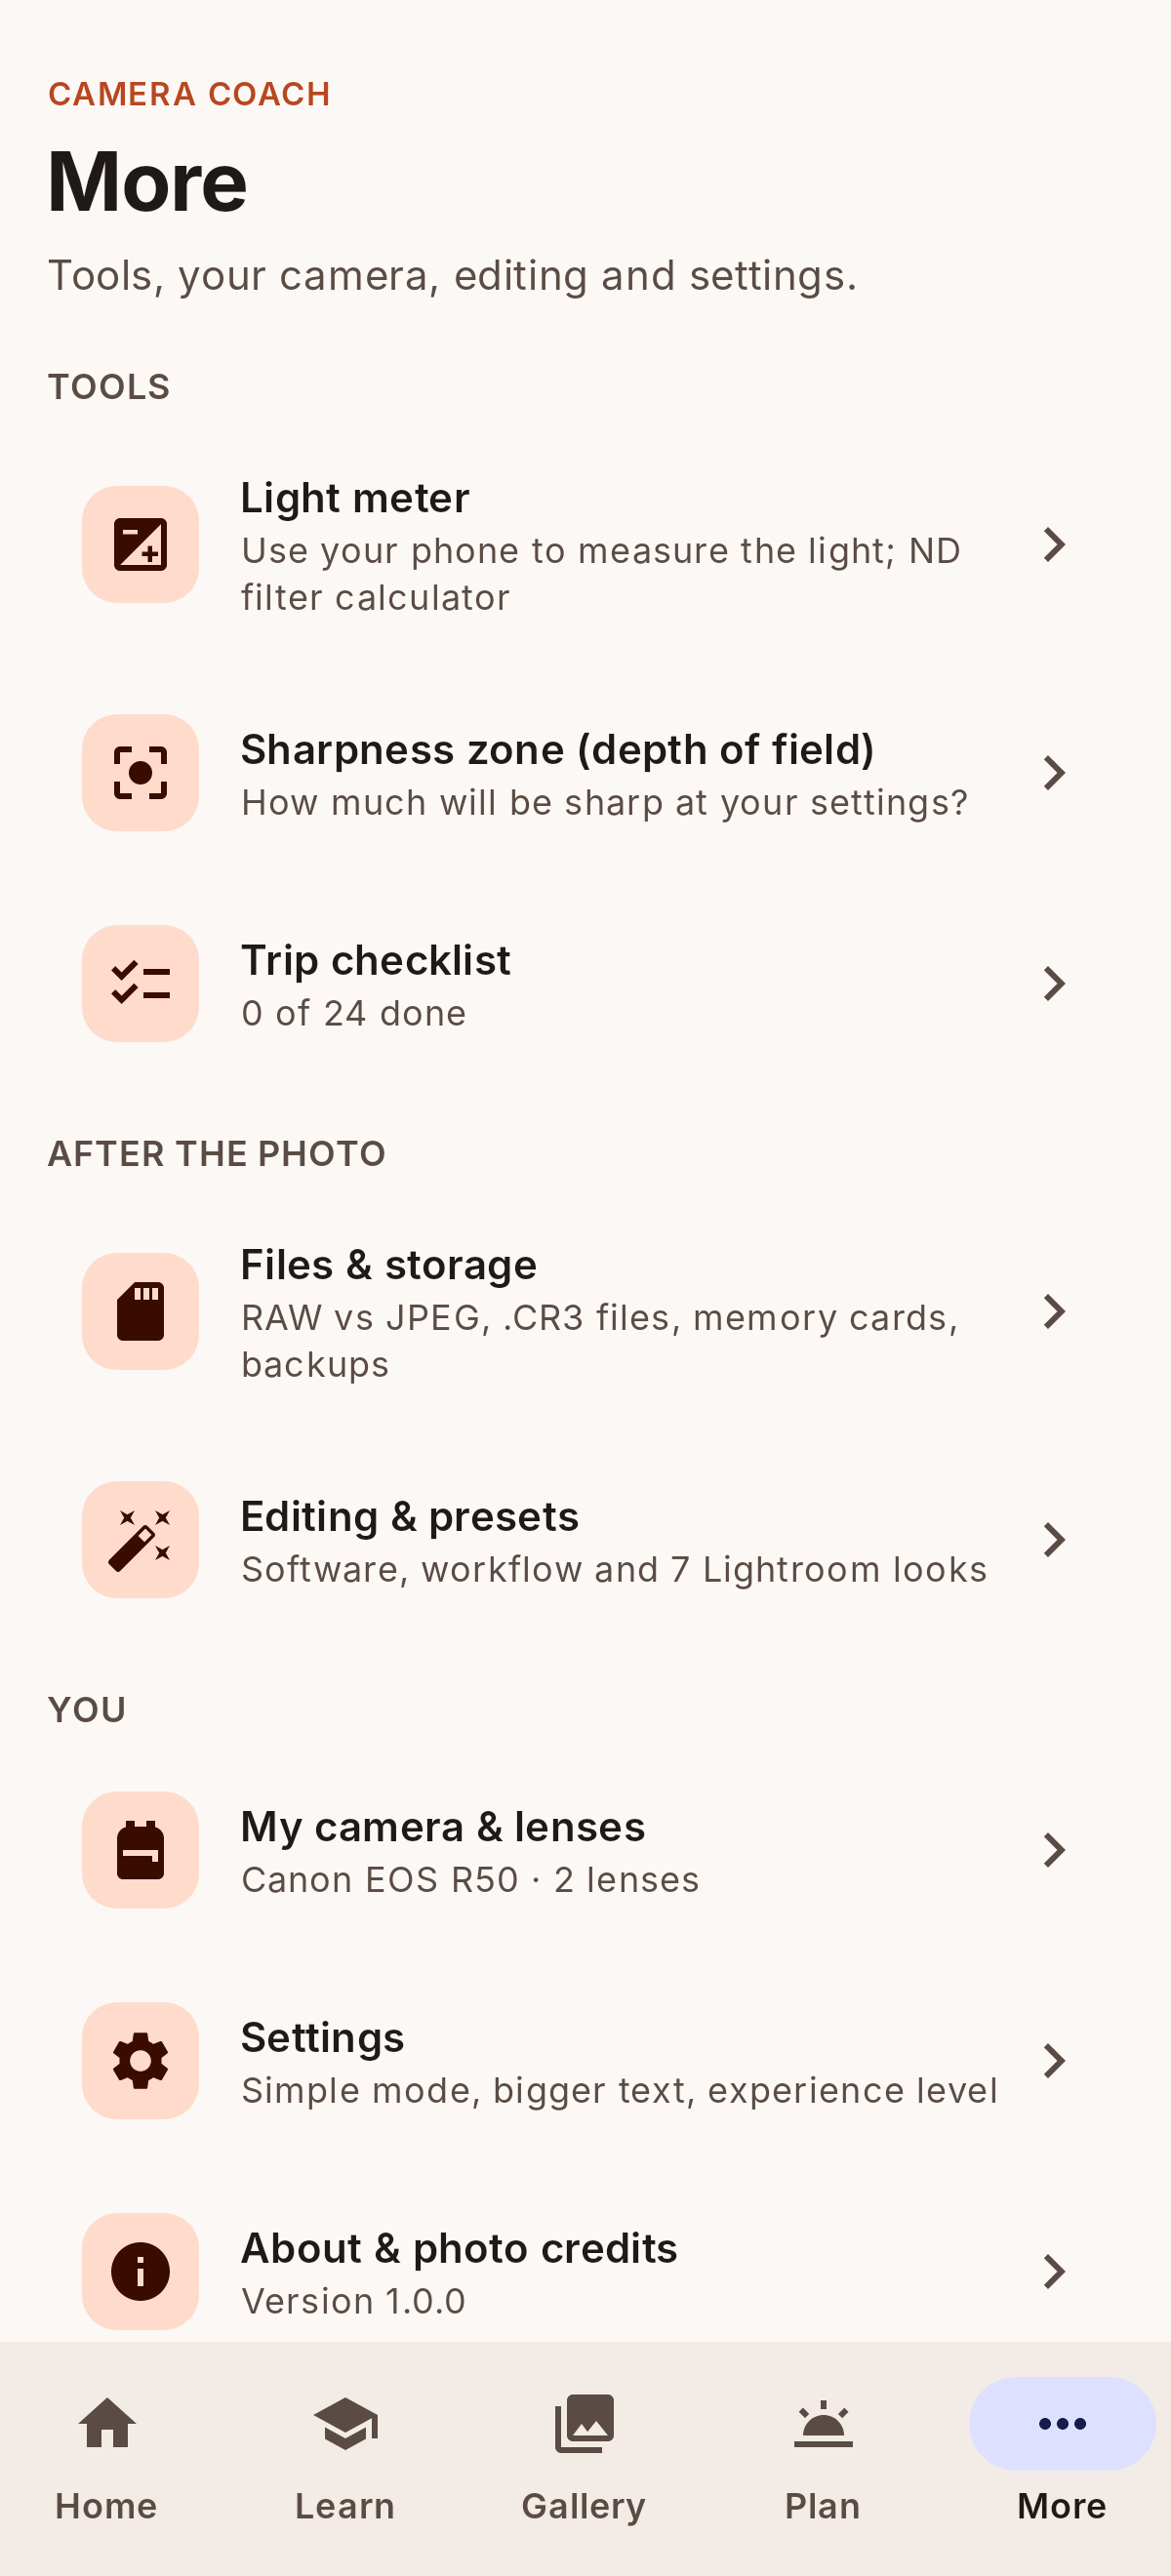 CAMERA COACH
More
Tools, your camera, editing and settings.
TOOLS
Light meter
Use your phone to measure the light; ND
filter calculator
Sharpness zone (depth of field)
How much will be sharp at your settings?
Trip checklist
0 of 24 done
AFTER THE PHOTO
Files & storage
RAW vs JPEG, .CR3 files, memory cards,
backups
Editing & presets
Software, workflow and 7 Lightroom looks
YOU
My camera & lenses
Canon EOS R50 · 2 lenses
Settings
Simple mode, bigger text, experience level
About & photo credits
Version 1.0.0
Home
Learn
Gallery
Plan
More